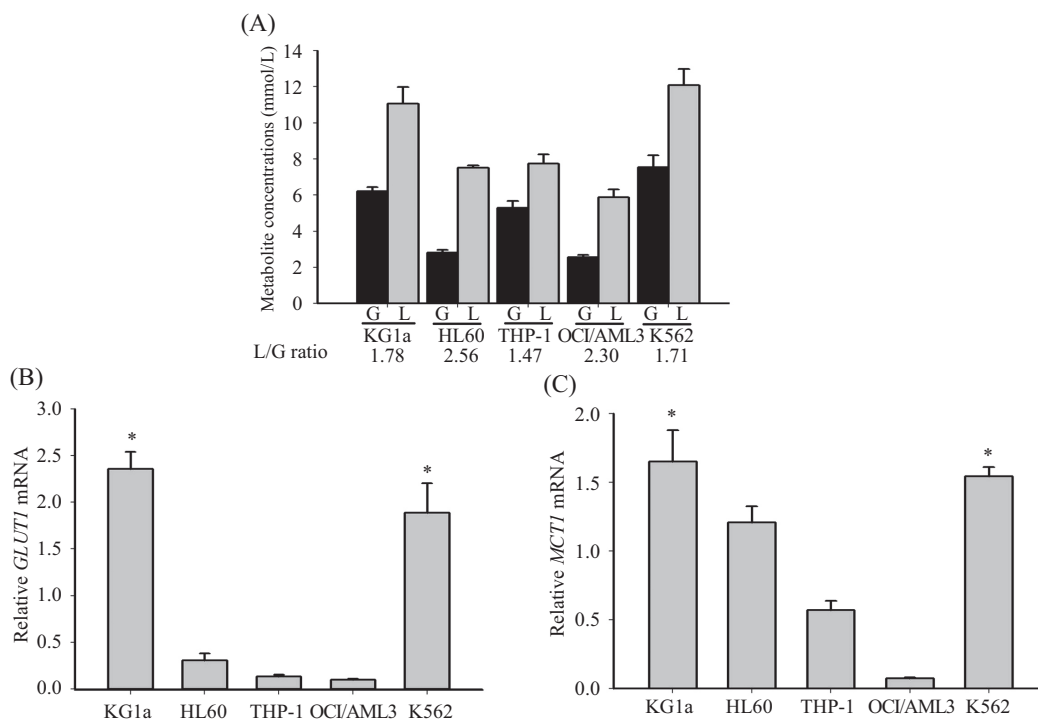 (A)
Metabolite concentrations (mmol/L)
14
12
10
8
6
4
2
0
G L G L G L G L G L
KG1a HL60 THP-1 OCI/AML3 K562
L/G ratio 1.78 2.56 1.47 2.30 1.71
(B)
Relative GLUT1 mRNA
3.0
2.5
2.0
1.5
1.0
0.5
0.0
* *
KG1a HL60 THP-1 OCI/AML3 K562
(C)
Relative MCT1 mRNA
2.0
1.5
1.0
0.5
0.0
* *
KG1a HL60 THP-1 OCI/AML3 K562